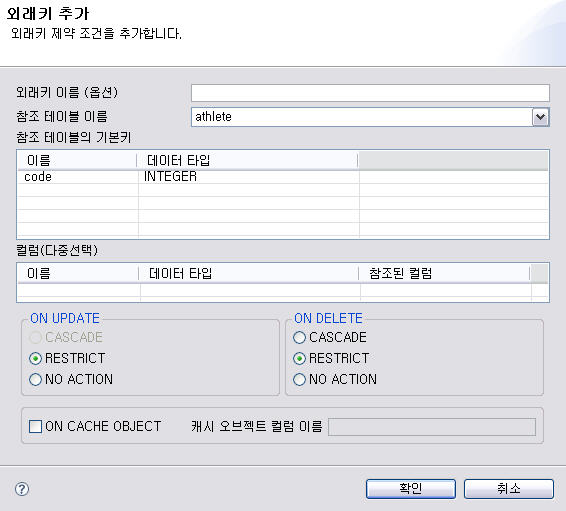 외래키 추가
외래키 제약 조건을 추가합니다.
외래키 이름 (옵션)
참조 테이블 이름 athlete
참조 테이블의 기본키
이름 데이터 타입
code INTEGER
컬럼(다중선택)
이름 데이터 타입 참조된 컬럼
ON UPDATE ON DELETE
CASCADE CASCADE
RESTRICT RESTRICT
NO ACTION NO ACTION
ON CACHE OBJECT 캐시 오브젝트 컬럼 이름
? 확인 취소